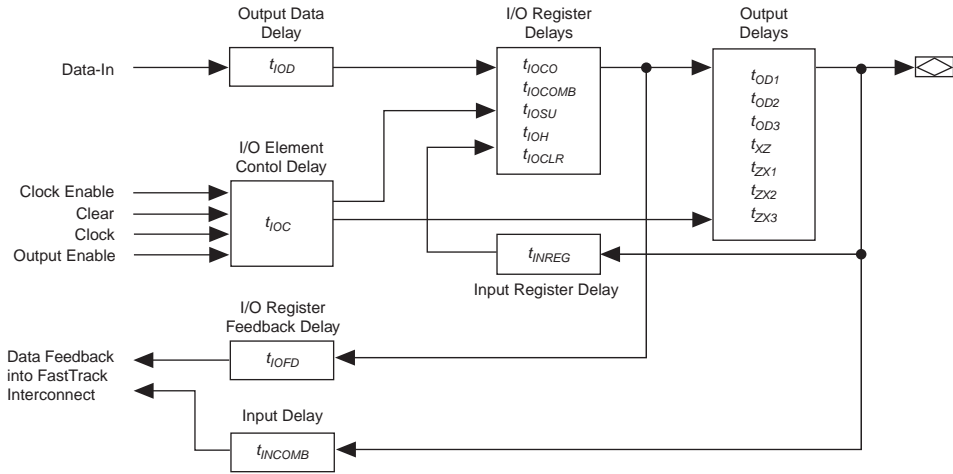 Output Data
Delay
I/O Register
Delays
Output
Delays
Data-In
tIOD
tIOCO
tIOCOMB
tIOSU
tIOH
tIOCLR
tOD1
tOD2
tOD3
tXZ
tZX1
tZX2
tZX3
I/O Element
Contol Delay
Clock Enable
Clear
Clock
Output Enable
tIOC
tINREG
Input Register Delay
I/O Register
Feedback Delay
tIOFD
Data Feedback
into FastTrack
Interconnect
Input Delay
tINCOMB